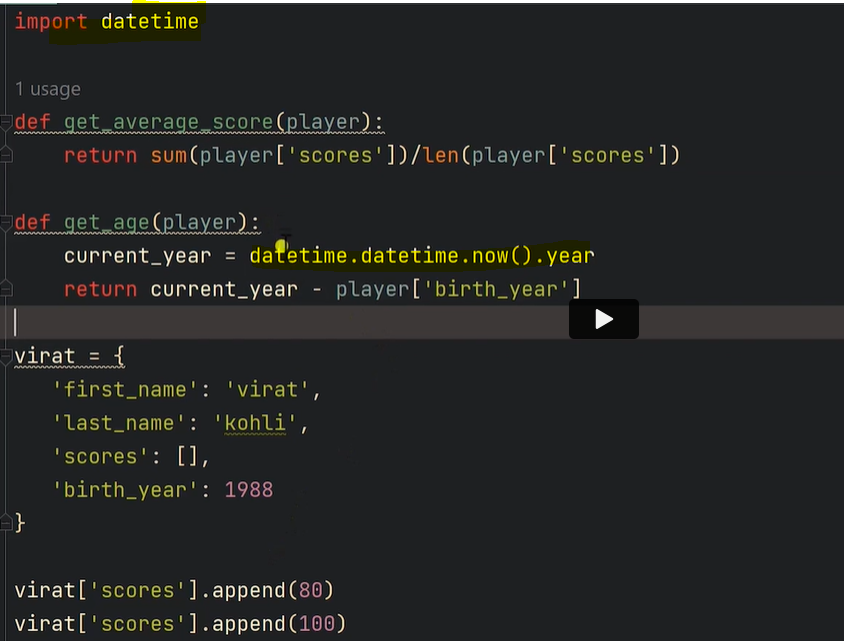 import datetime
1 usage
def get_average_score(player):
    return sum(player['scores'])/len(player['scores'])
def get_age(player):
    current_year = datetime.datetime.now().year
    return current_year - player['birth_year']
virat = {
    'first_name': 'virat',
    'last_name': 'kohli',
    'scores': [],
    'birth_year': 1988
}
virat['scores'].append(80)
virat['scores'].append(100)